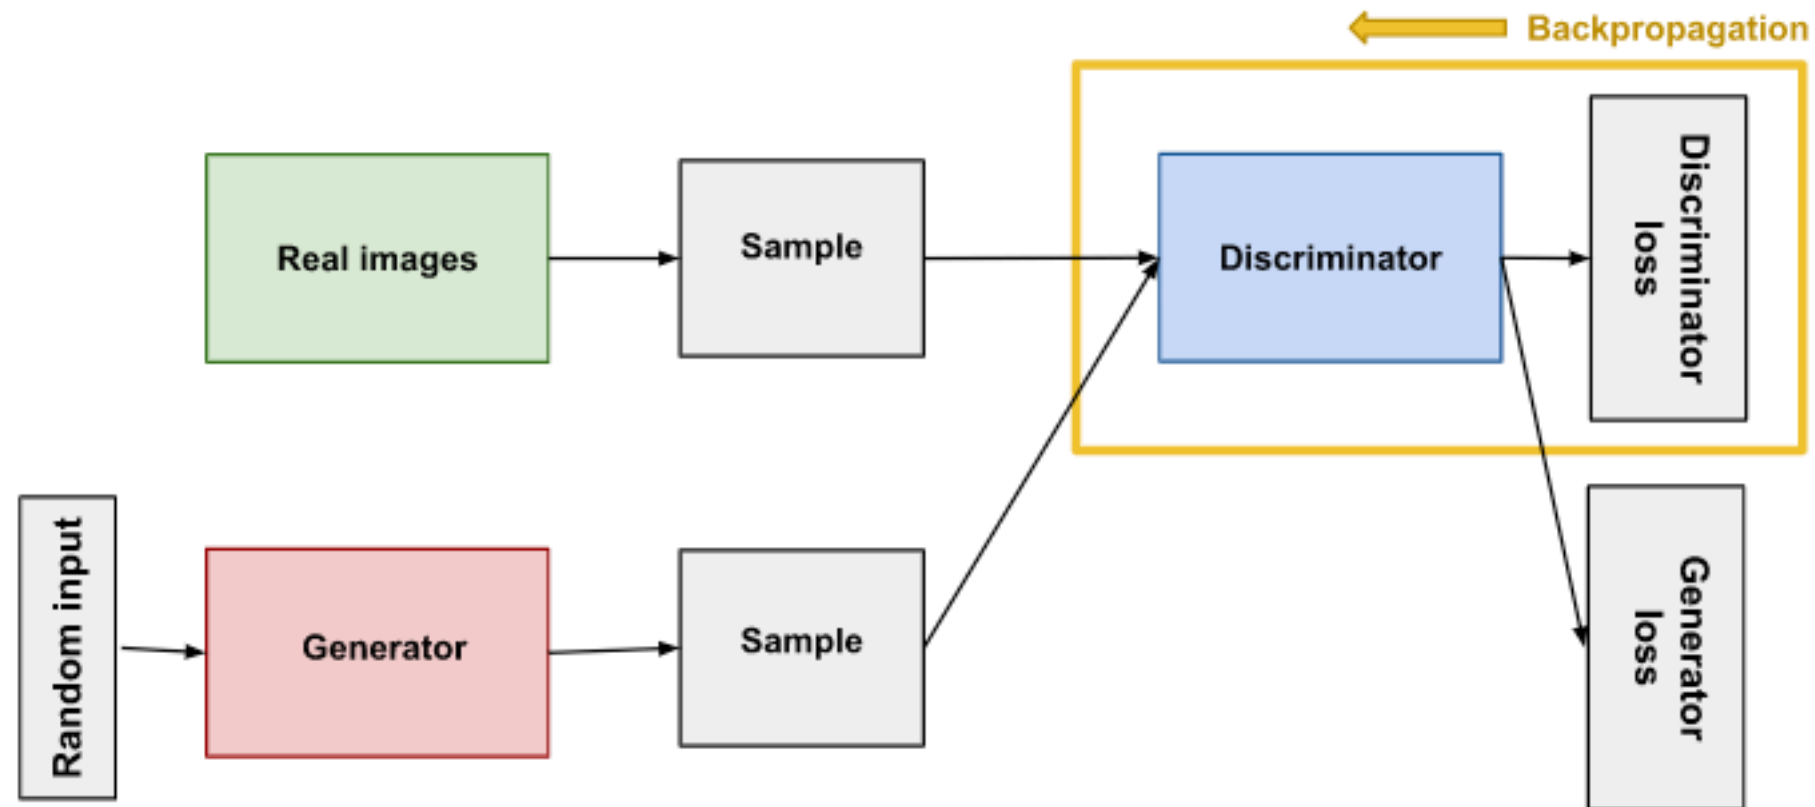 Backpropagation
Real images
Sample
Discriminator
Discriminator
loss
Random input
Generator
Sample
Generator
loss